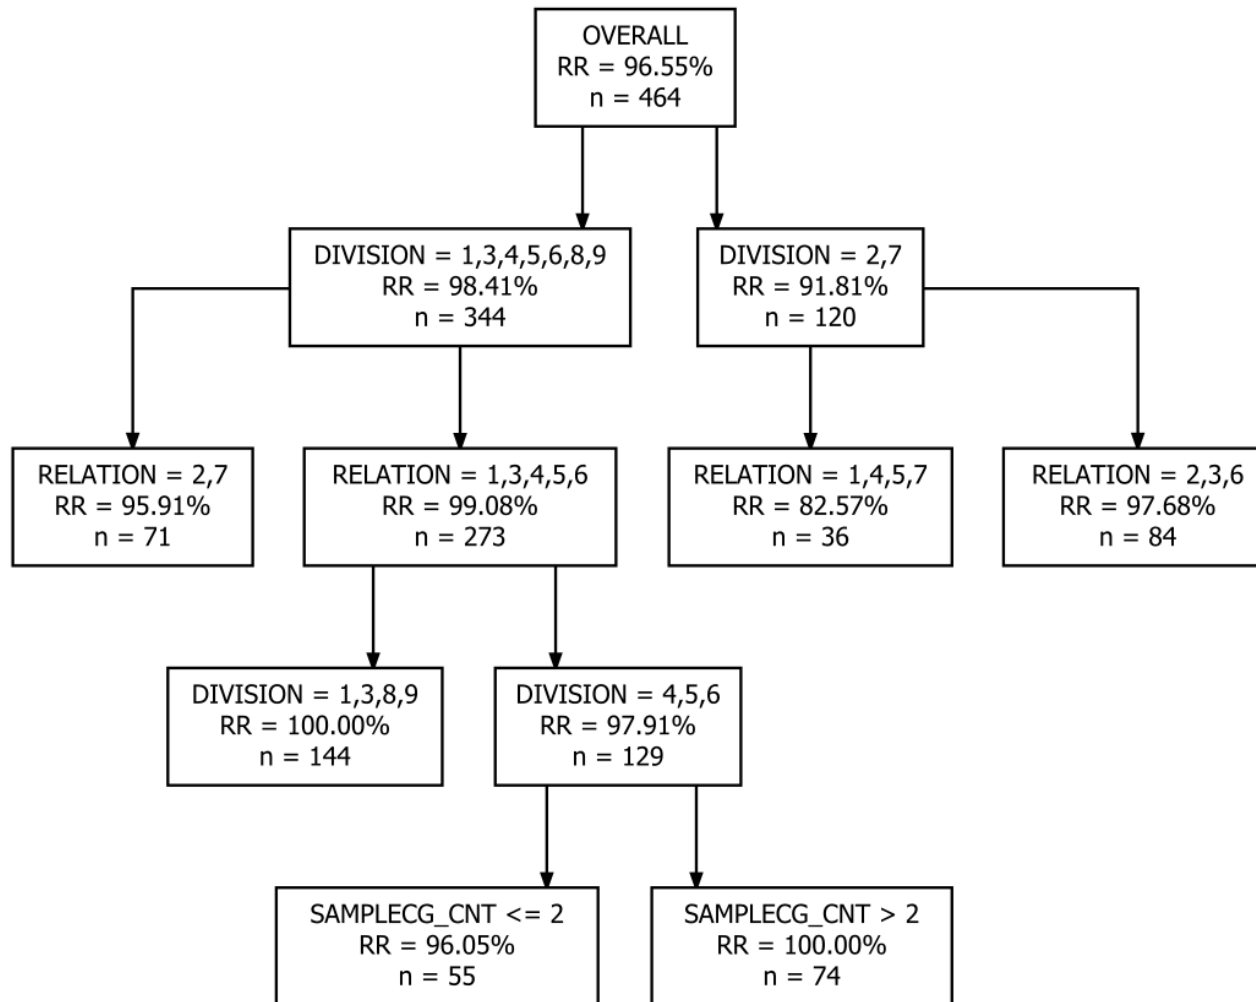 OVERALL
RR = 96.55%
n = 464
DIVISION = 1,3,4,5,6,8,9
RR = 98.41%
n = 344
DIVISION = 2,7
RR = 91.81%
n = 120
RELATION = 2,7
RR = 95.91%
n = 71
RELATION = 1,3,4,5,6
RR = 99.08%
n = 273
RELATION = 1,4,5,7
RR = 82.57%
n = 36
RELATION = 2,3,6
RR = 97.68%
n = 84
DIVISION = 1,3,8,9
RR = 100.00%
n = 144
DIVISION = 4,5,6
RR = 97.91%
n = 129
SAMPLECG_CNT <= 2
RR = 96.05%
n = 55
SAMPLECG_CNT > 2
RR = 100.00%
n = 74